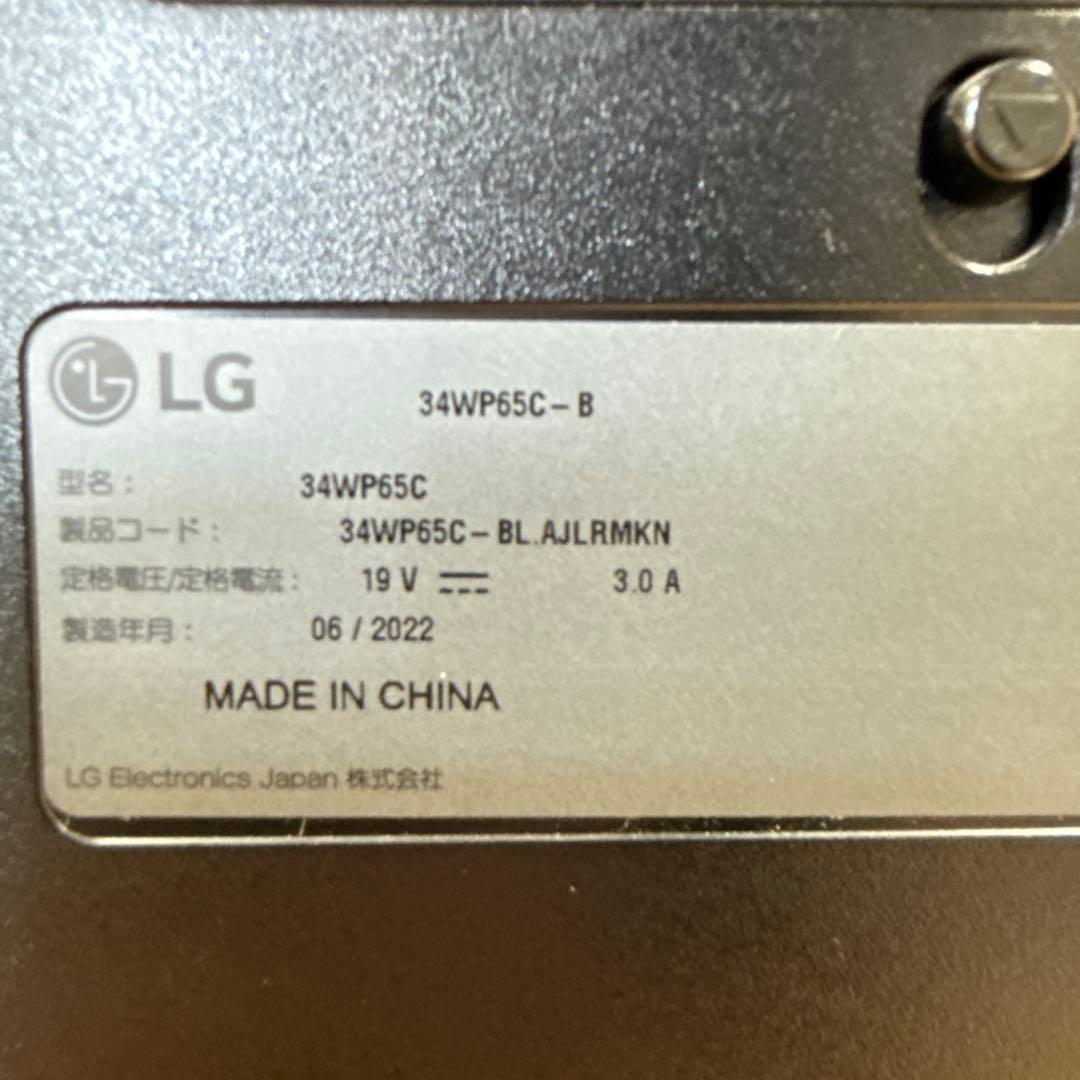 LG
34WP65C-B
型名: 34WP65C
製品コード: 34WP65C-BL.AJLRMKN
定格電圧/定格電流: 19 V 3.0 A
製造年月: 06 / 2022
MADE IN CHINA
LG Electronics Japan 株式会社